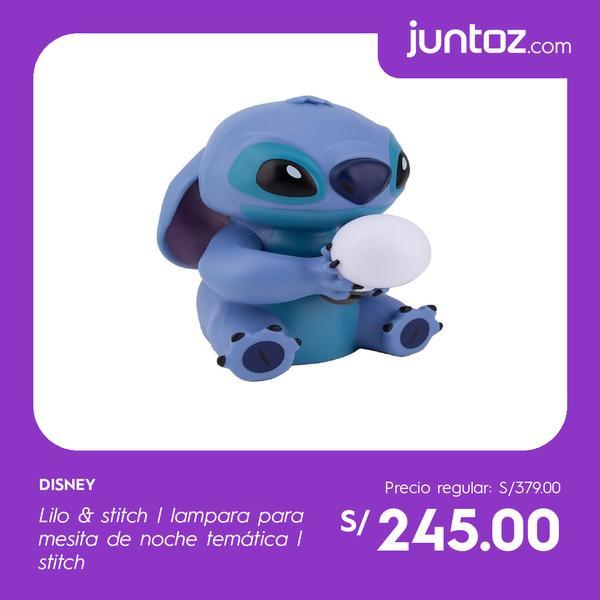 juntoz.com
DISNEY
Lilo & stitch | lampara para
mesita de noche temática |
stitch
Precio regular: S/379.00
S/ 245.00